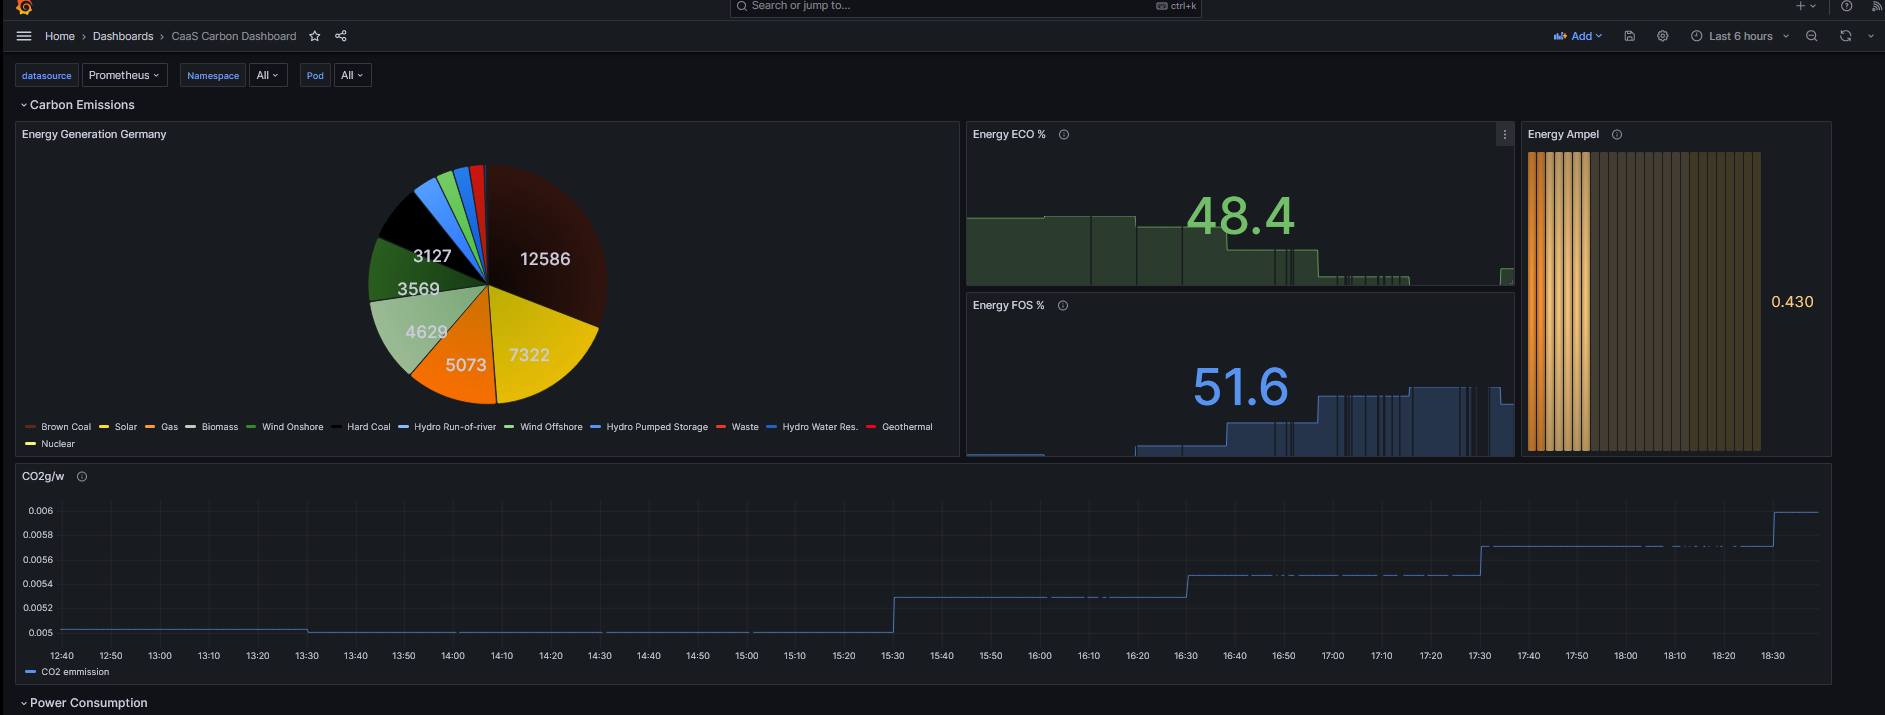 Search or jump to...
ctrl+k
Home › Dashboards › CaaS Carbon Dashboard
Add
Last 6 hours
datasource Prometheus Namespace All Pod All
Carbon Emissions
Energy Generation Germany
12586
7322
5073
4629
3569
3127
Brown Coal Solar Gas Biomass Wind Onshore Hard Coal Hydro Run-of-river Wind Offshore Hydro Pumped Storage Waste Hydro Water Res. Geothermal
Nuclear
Energy ECO %
48.4
Energy FOS %
51.6
Energy Ampel
0.430
CO2g/w
0.006
0.0058
0.0056
0.0054
0.0052
0.005
12:40 12:50 13:00 13:10 13:20 13:30 13:40 13:50 14:00 14:10 14:20 14:30 14:40 14:50 15:00 15:10 15:20 15:30 15:40 15:50 16:00 16:10 16:20 16:30 16:40 16:50 17:00 17:10 17:20 17:30 17:40 17:50 18:00 18:10 18:20 18:30
CO2 emmission
Power Consumption